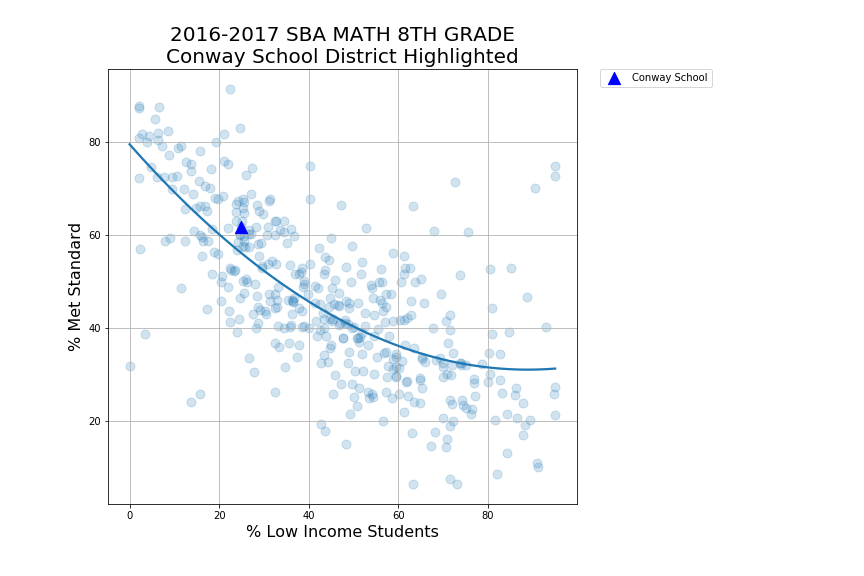 2016-2017 SBA MATH 8TH GRADE
Conway School District Highlighted
Conway School
% Met Standard
80
60
40
20
0 20 40 60 80
% Low Income Students